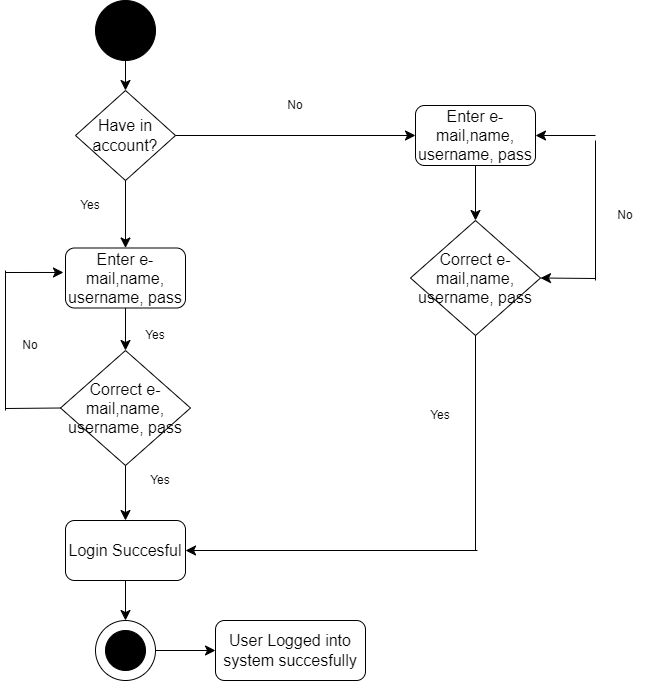 No
Have in
account?
Enter e-
mail,name,
username, pass
Yes
No
Enter e-
mail,name,
username, pass
Correct e-
mail,name,
username, pass
Yes
No
Correct e-
mail,name,
username, pass
Yes
Yes
Login Succesful
User Logged into
system succesfully